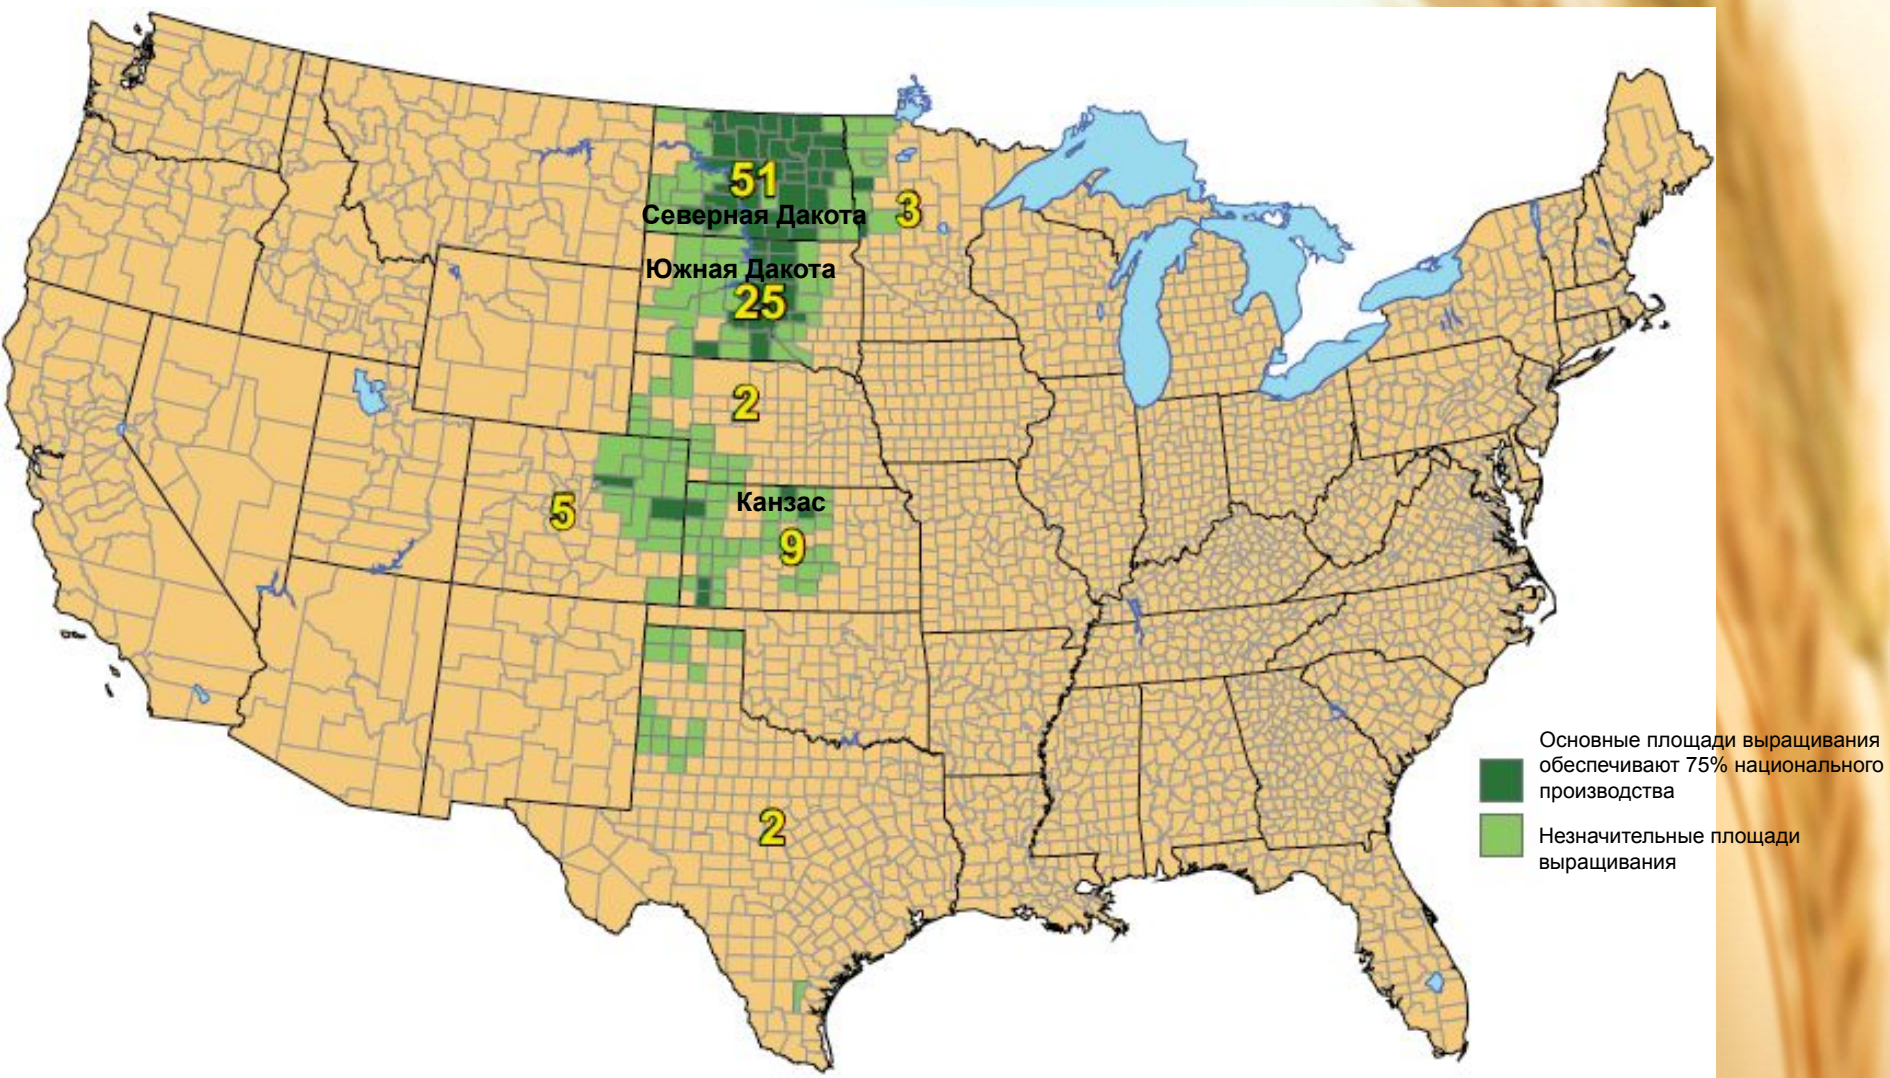 51
Северная Дакота
3
Южная Дакота
25
2
5
Канзас
9
2
Основные площади выращивания
обеспечивают 75% национального
производства
Незначительные площади
выращивания